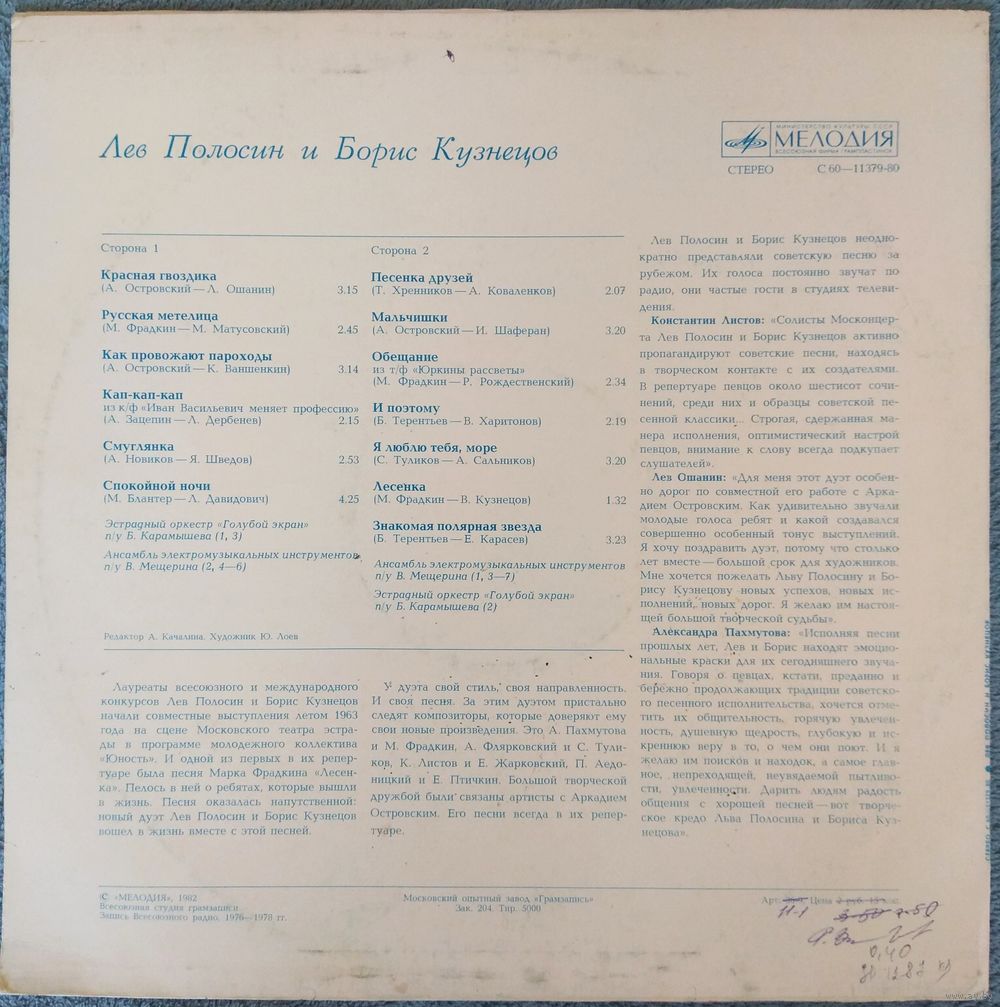 Лев Полосин и Борис Кузнецов
МИНИСТЕРСТВО КУЛЬТУРЫ СССР
МЕЛОДИЯ
ВСЕСОЮЗНАЯ ФИРМА ГРАМПЛАСТИНОК
СТЕРЕО С 60—11379-80
Сторона 1
Красная гвоздика
(А. Островский — Л. Ошанин) 3.15
Русская метелица
(М. Фрадкин — М. Матусовский) 2.45
Как провожают пароходы
(А. Островский — К. Ваншенкин) 3.14
Кап-кап-кап
из к/ф «Иван Васильевич меняет профессию»
(А. Зацепин — Л. Дербенев) 2.15
Смуглянка
(А. Новиков — Я. Шведов) 2.53
Спокойной ночи
(М. Блантер — Л. Давидович) 4.25
Эстрадный оркестр «Голубой экран»
п/у Б. Карамышева (1, 3)
Ансамбль электромузыкальных инструментов
п/у В. Мещерина (2, 4—6)
Сторона 2
Песенка друзей
(Т. Хренников — А. Коваленков) 2.07
Мальчишки
(А. Островский — И. Шаферан) 3.20
Обещание
из т/ф «Юркины рассветы»
(М. Фрадкин — Р. Рождественский) 2.34
И поэтому
(Б. Терентьев — В. Харитонов) 2.19
Я люблю тебя, море
(С. Туликов — А. Сальников) 3.20
Лесенка
(М. Фрадкин — В. Кузнецов) 1.32
Знакомая полярная звезда
(Б. Терентьев — Е. Карасев) 3.23
Ансамбль электромузыкальных инструментов
п/у В. Мещерина (1, 3—7)
Эстрадный оркестр «Голубой экран»
п/у Б. Карамышева (2)
Редактор А. Качалина. Художник Ю. Лоев
Лауреаты всесоюзного и международного
конкурсов Лев Полосин и Борис Кузнецов
начали совместные выступления летом 1963
года на сцене Московского театра эстра-
ды в программе молодежного коллектива
«Юность». И одной из первых в их репер-
туаре была песня Марка Фрадкина «Лесен-
ка». Пелось в ней о ребятах, которые вышли
в жизнь. Песня оказалась напутственной:
новый дуэт Лев Полосин и Борис Кузнецов
вошел в жизнь вместе с этой песней.
У дуэта свой стиль, своя направленность.
И своя песня. За этим дуэтом пристально
следят композиторы, которые доверяют ему
свои новые произведения. Это А. Пахмутова
и М. Фрадкин, А. Флярковский и С. Тули-
ков, К. Листов и Е. Жарковский, П. Аедо-
ницкий и Е. Птичкин. Большой творческой
дружбой были связаны артисты с Аркадием
Островским. Его песни всегда в их репер-
туаре.
Лев Полосин и Борис Кузнецов неодно-
кратно представляли советскую песню за
рубежом. Их голоса постоянно звучат по
радио, они частые гости в студиях телеви-
дения.
Константин Листов: «Солисты Москонцер-
та Лев Полосин и Борис Кузнецов активно
пропагандируют советские песни, находясь
в творческом контакте с их создателями.
В репертуаре певцов около шестисот сочи-
нений, среди них и образцы советской пе-
сенной классики... Строгая, сдержанная ма-
нера исполнения, оптимистический настрой
певцов, внимание к слову всегда подкупает
слушателей».
Лев Ошанин: «Для меня этот дуэт особен-
но дорог по совместной его работе с Арка-
дием Островским. Как удивительно звучали
молодые голоса ребят и какой создавался
совершенно особенный тонус выступлений.
Я хочу поздравить дуэт, потому что столько
лет вместе — большой срок для художников.
Мне хочется пожелать Льву Полосину и Бо-
рису Кузнецову новых успехов, новых ис-
полнений, новых дорог. Я желаю им настоя-
щей большой творческой судьбы».
Александра Пахмутова: «Исполняя песни
прошлых лет, Лев и Борис находят эмоцио-
нальные краски для их сегодняшнего звуча-
ния. Говоря о певцах, кстати, преданно и
бережно продолжающих традиции советско-
го песенного исполнительства, хочется отме-
тить их общительность, горячую увлечен-
ность, душевную щедрость, глубокую и ис-
креннюю веру в то, о чем они поют. И я
желаю им поисков и находок, а самое глав-
ное, непреходящей, неувядаемой пытливо-
сти, увлеченности. Дарить людям радость
общения с хорошей песней — вот творче-
ское кредо Льва Полосина и Бориса Куз-
нецова».
© «МЕЛОДИЯ», 1982
Всесоюзная студия грамзаписи
Запись Всесоюзного радио, 1976—1978 гг.
Московский опытный завод «Грамзапись»
Зак. 204. Тир. 5000
Арт. Цена 2 руб. 15 к.
11-1 3-50 2-50
0,40